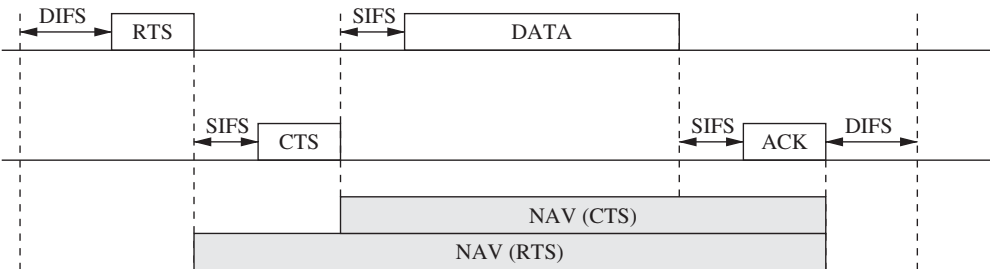 DIFS
RTS
SIFS
DATA
SIFS
CTS
SIFS
ACK
DIFS
NAV (CTS)
NAV (RTS)